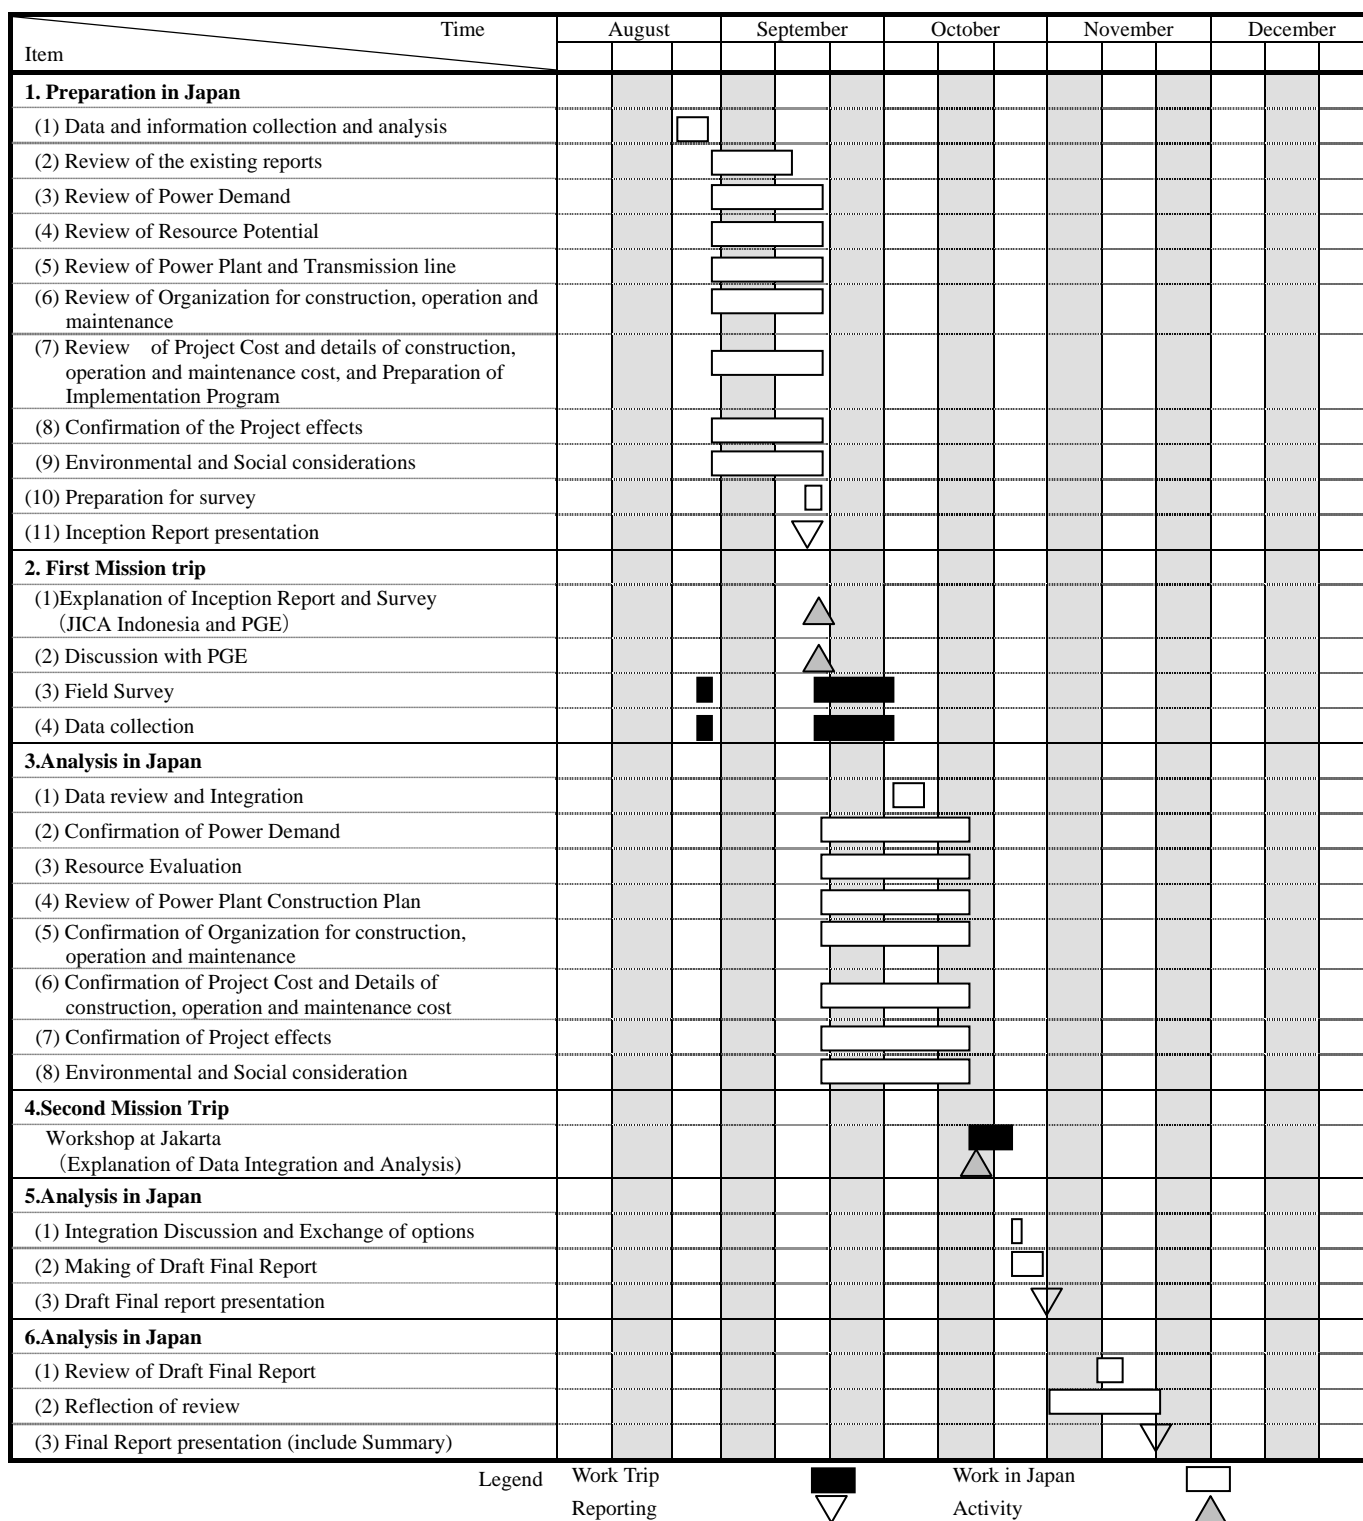 Time
August September October November December
Item
1. Preparation in Japan
(1) Data and information collection and analysis
(2) Review of the existing reports
(3) Review of Power Demand
(4) Review of Resource Potential
(5) Review of Power Plant and Transmission line
(6) Review of Organization for construction, operation and
maintenance
(7) Review of Project Cost and details of construction,
operation and maintenance cost, and Preparation of
Implementation Program
(8) Confirmation of the Project effects
(9) Environmental and Social considerations
(10) Preparation for survey
(11) Inception Report presentation
2. First Mission trip
(1)Explanation of Inception Report and Survey
（JICA Indonesia and PGE）
(2) Discussion with PGE
(3) Field Survey
(4) Data collection
3.Analysis in Japan
(1) Data review and Integration
(2) Confirmation of Power Demand
(3) Resource Evaluation
(4) Review of Power Plant Construction Plan
(5) Confirmation of Organization for construction,
operation and maintenance
(6) Confirmation of Project Cost and Details of
construction, operation and maintenance cost
(7) Confirmation of Project effects
(8) Environmental and Social consideration
4.Second Mission Trip
Workshop at Jakarta
（Explanation of Data Integration and Analysis)
5.Analysis in Japan
(1) Integration Discussion and Exchange of options
(2) Making of Draft Final Report
(3) Draft Final report presentation
6.Analysis in Japan
(1) Review of Draft Final Report
(2) Reflection of review
(3) Final Report presentation (include Summary)
Legend Work Trip Work in Japan
Reporting Activity